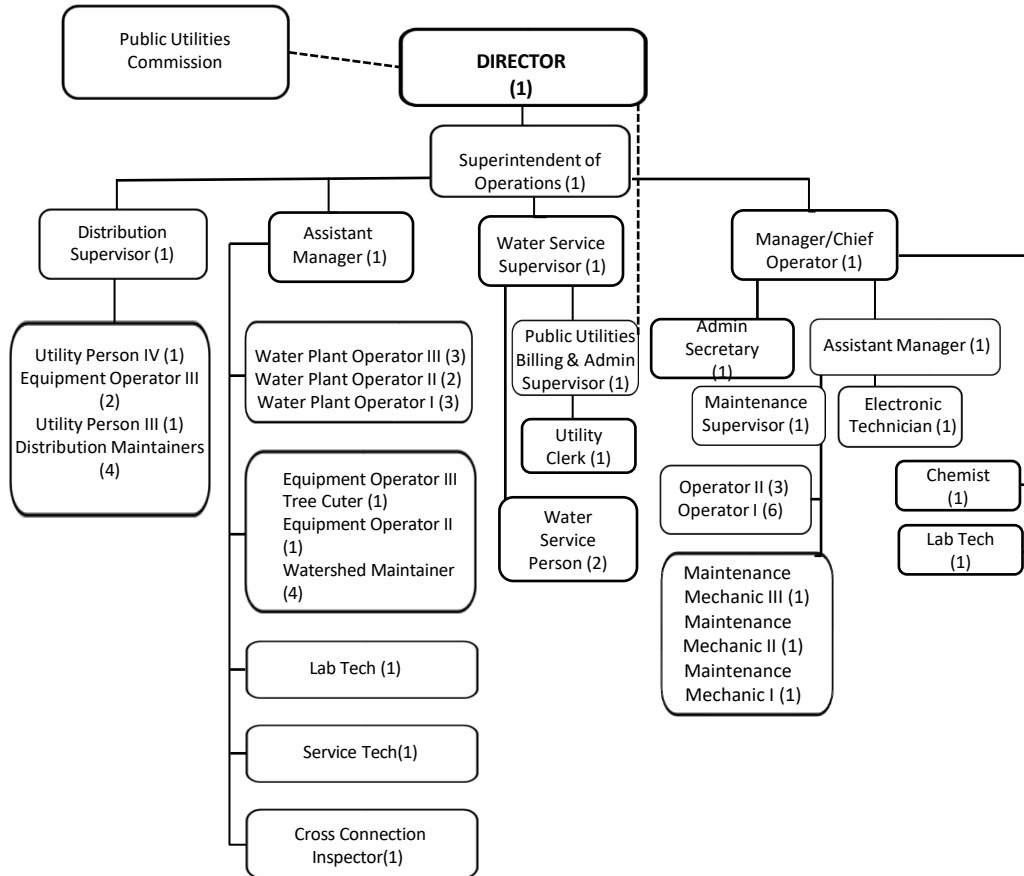 Public Utilities
Commission
DIRECTOR
(1)
Superintendent of
Operations (1)
Distribution
Supervisor (1)
Assistant
Manager (1)
Water Service
Supervisor (1)
Manager/Chief
Operator (1)
Utility Person IV (1)
Equipment Operator III
(2)
Utility Person III (1)
Distribution Maintainers
(4)
Water Plant Operator III (3)
Water Plant Operator II (2)
Water Plant Operator I (3)
Equipment Operator III
Tree Cuter (1)
Equipment Operator II
(1)
Watershed Maintainer
(4)
Lab Tech (1)
Service Tech(1)
Cross Connection
Inspector(1)
Public Utilities
Billing & Admin
Supervisor (1)
Utility
Clerk (1)
Water
Service
Person (2)
Admin
Secretary
(1)
Assistant Manager (1)
Maintenance
Supervisor (1)
Electronic
Technician (1)
Operator II (3)
Operator I (6)
Maintenance
Mechanic III (1)
Maintenance
Mechanic II (1)
Maintenance
Mechanic I (1)
Chemist
(1)
Lab Tech
(1)